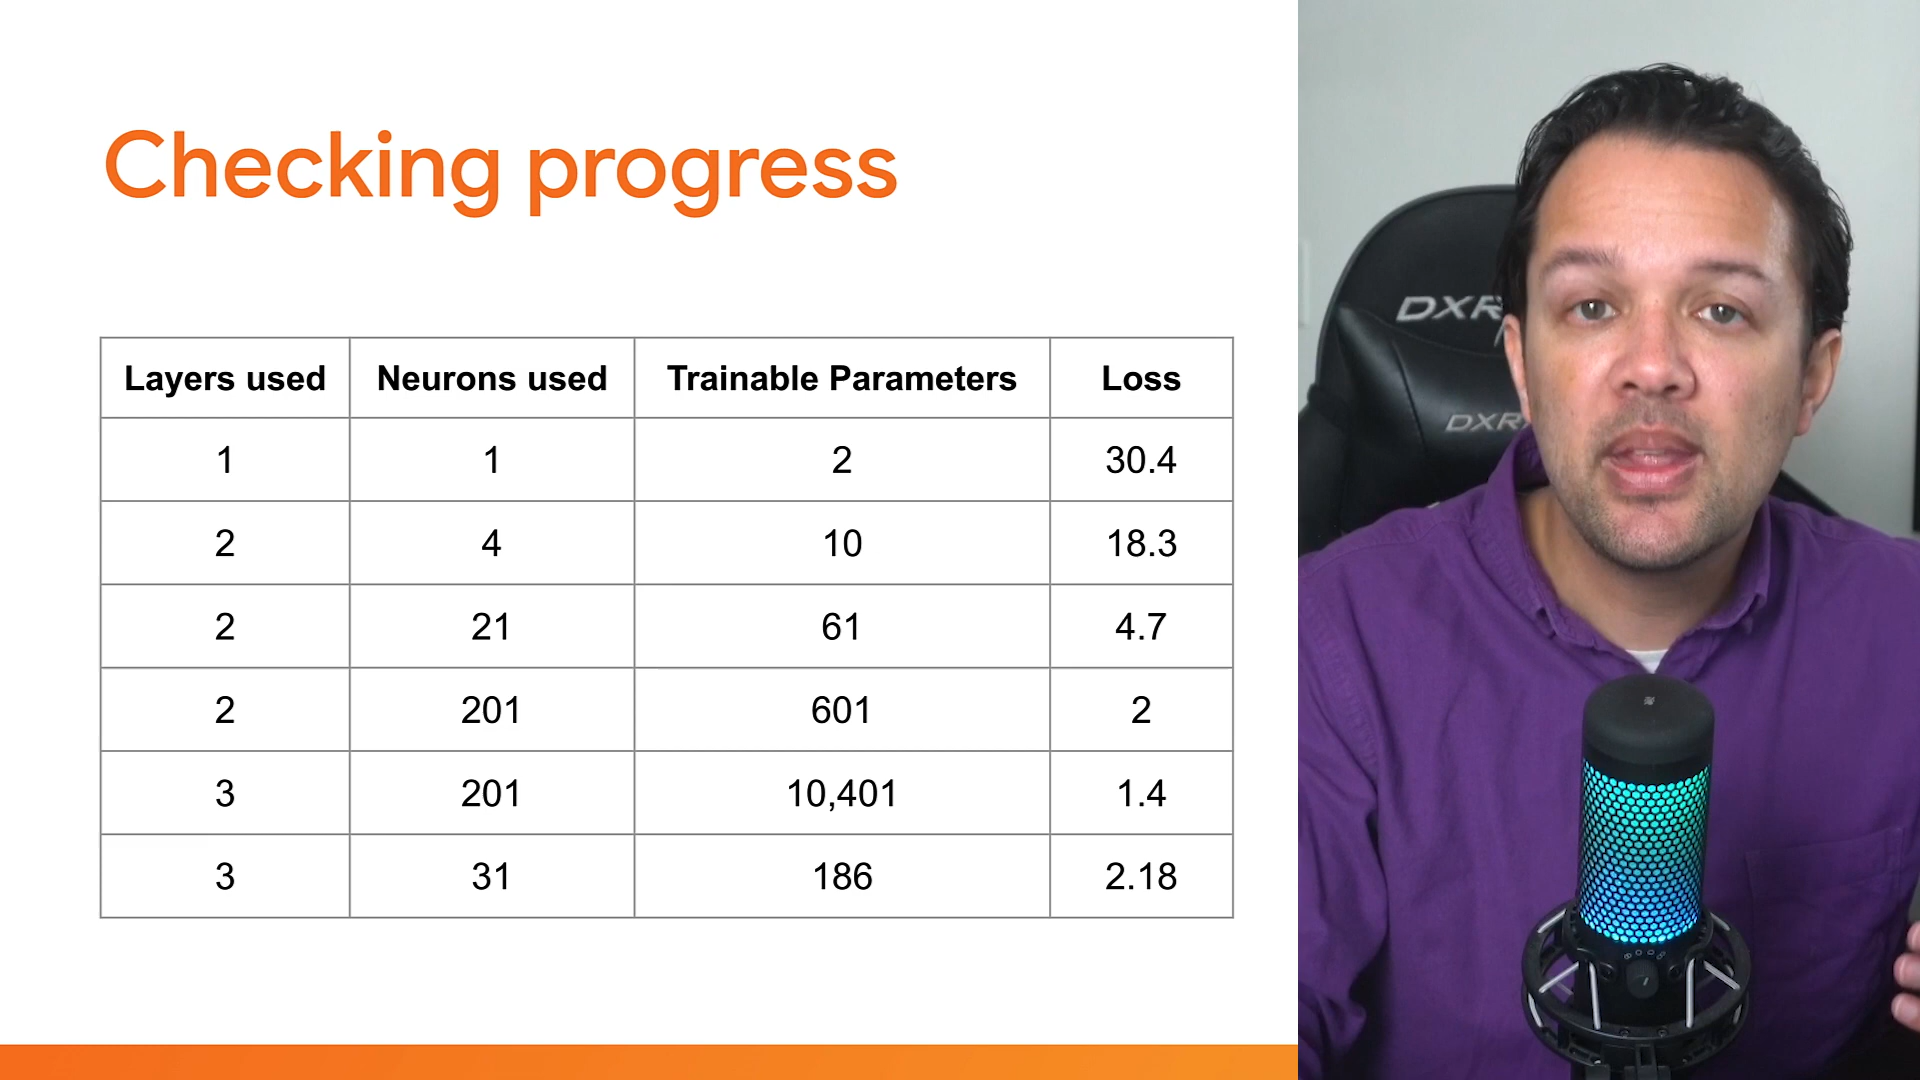 Checking progress
Layers used Neurons used Trainable Parameters Loss
1 1 2 30.4
2 4 10 18.3
2 21 61 4.7
2 201 601 2
3 201 10,401 1.4
3 31 186 2.18
DXR
DXR